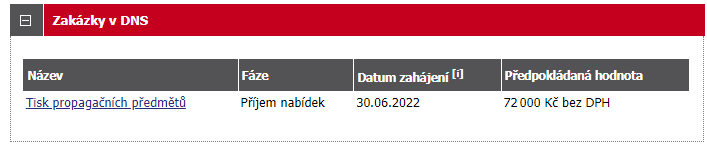 Zakázky v DNS
Název Fáze Datum zahájení [i] Předpokládaná hodnota
Tisk propagačních předmětů Příjem nabídek 30.06.2022 72 000 Kč bez DPH